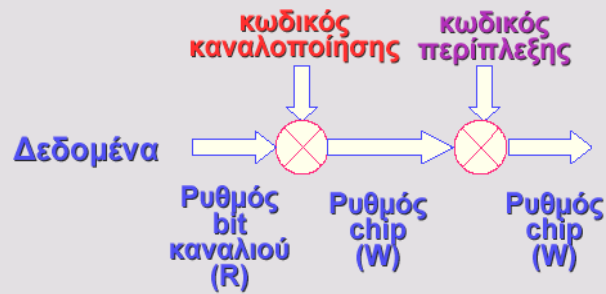 κωδικός
καναλοποίησης
κωδικός
περίπλεξης
Δεδομένα
Ρυθμός
bit
καναλιού
(R)
Ρυθμός
chip
(W)
Ρυθμός
chip
(W)